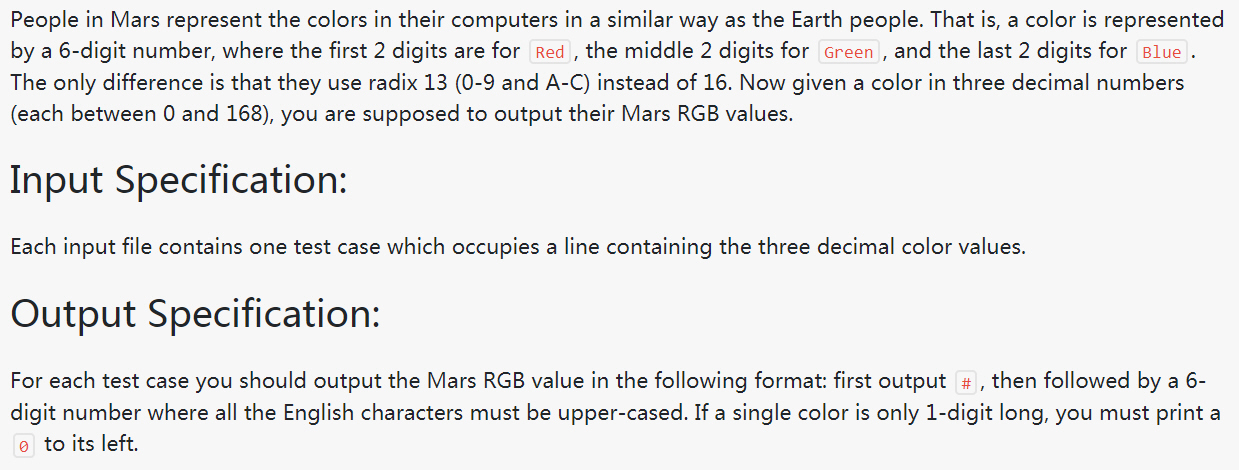 People in Mars represent the colors in their computers in a similar way as the Earth people. That is, a color is represented
by a 6-digit number, where the first 2 digits are for Red, the middle 2 digits for Green, and the last 2 digits for Blue.
The only difference is that they use radix 13 (0-9 and A-C) instead of 16. Now given a color in three decimal numbers
(each between 0 and 168), you are supposed to output their Mars RGB values.
Input Specification:
Each input file contains one test case which occupies a line containing the three decimal color values.
Output Specification:
For each test case you should output the Mars RGB value in the following format: first output #, then followed by a 6-
digit number where all the English characters must be upper-cased. If a single color is only 1-digit long, you must print a
0 to its left.